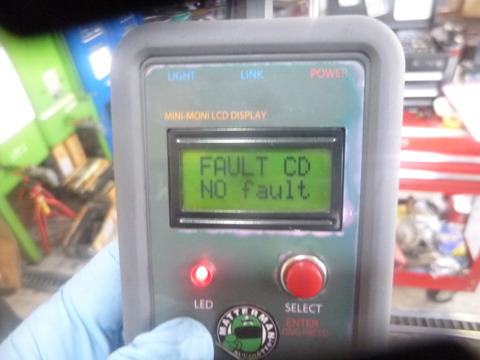 LIGHT LINK POWER
MINI-MONI LCD DISPLAY
FAULT CD
NO fault
LED
SELECT
ENTER